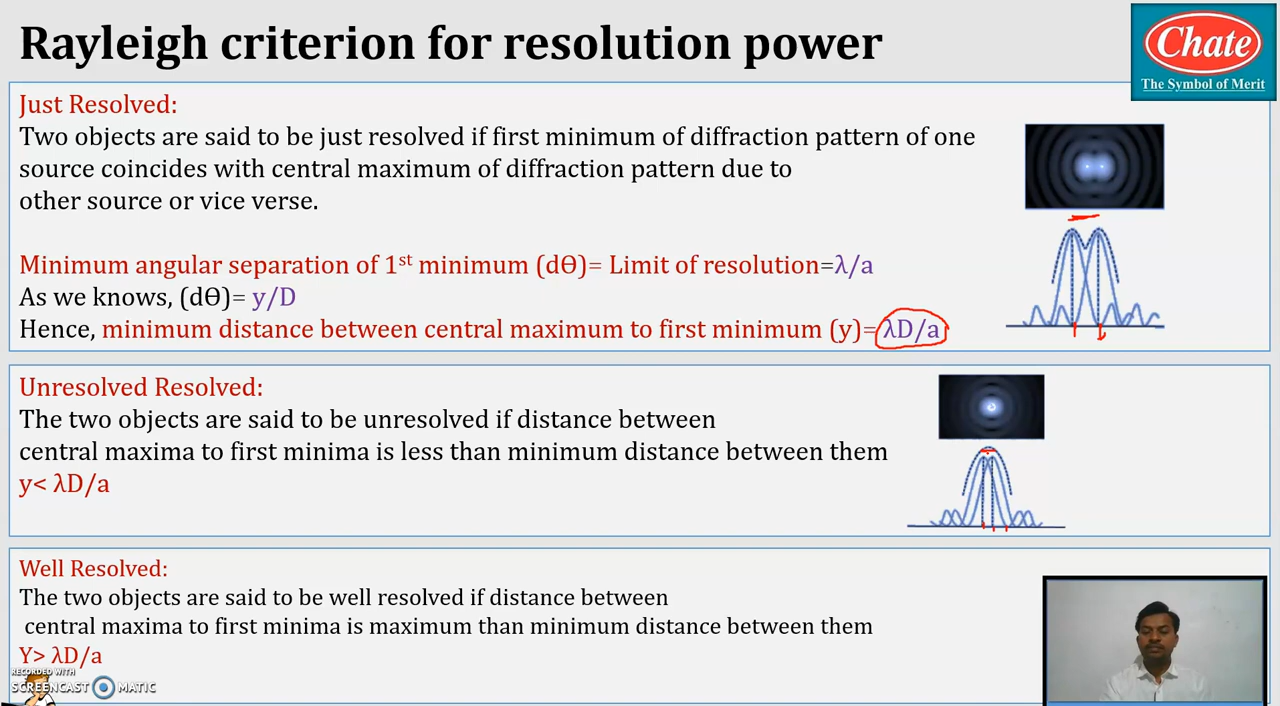 Rayleigh criterion for resolution power
Chate
The Symbol of Merit
Just Resolved:
Two objects are said to be just resolved if first minimum of diffraction pattern of one
source coincides with central maximum of diffraction pattern due to
other source or vice verse.
Minimum angular separation of 1st minimum (dϴ)= Limit of resolution=λ/a
As we knows, (dϴ)= y/D
Hence, minimum distance between central maximum to first minimum (y)= λD/a
Unresolved Resolved:
The two objects are said to be unresolved if distance between
central maxima to first minima is less than minimum distance between them
y< λD/a
Well Resolved:
The two objects are said to be well resolved if distance between
central maxima to first minima is maximum than minimum distance between them
Y> λD/a
RECORDED WITH
SCREENCAST MATIC